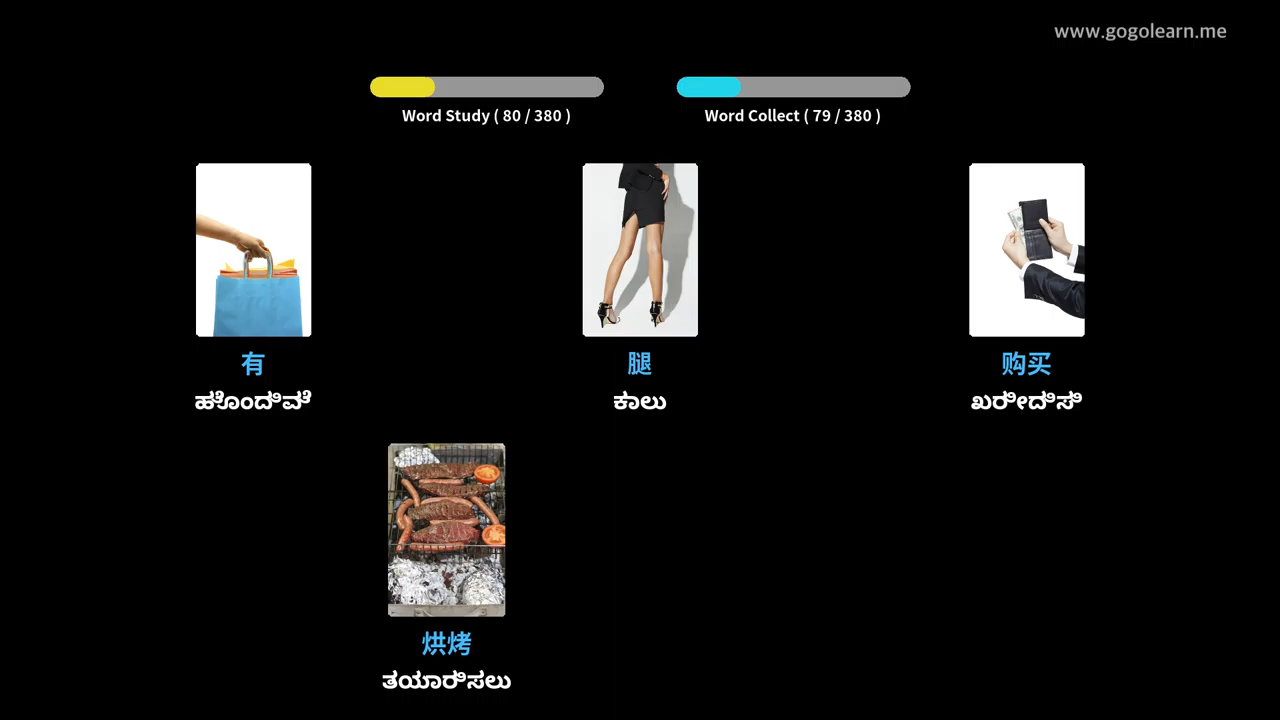 www.gogolearn.me
Word Study ( 80 / 380 )
Word Collect ( 79 / 380 )
有
腿
购买
ಹೊಂದಿವೆ
ಕಾಲು
ಖರೀದಿಸಿ
烘烤
ತಯಾರಿಸಲು